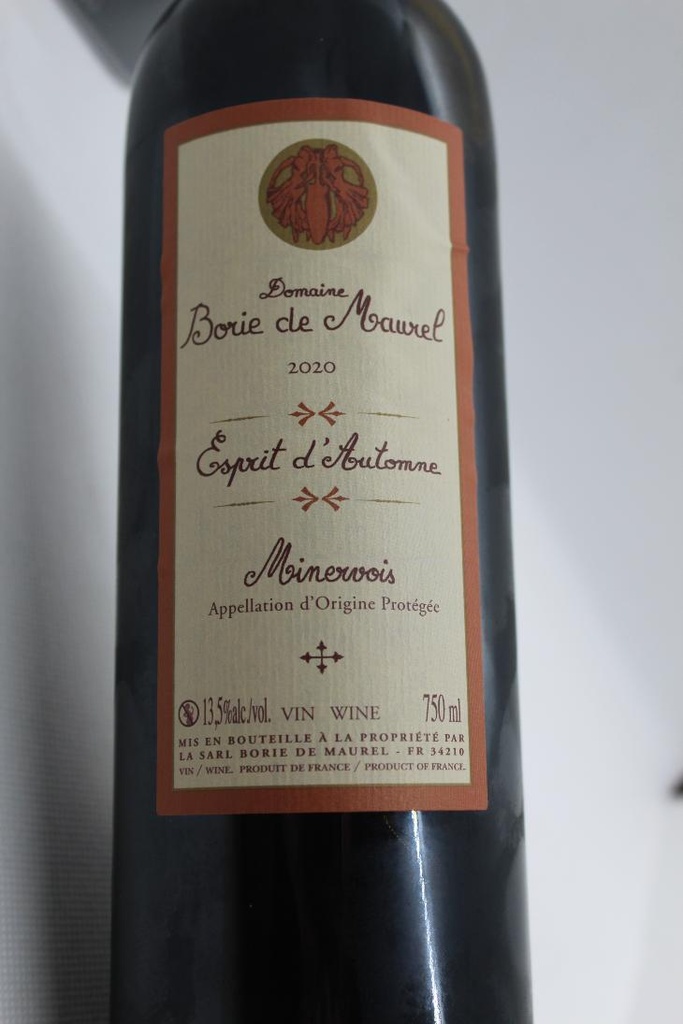 Domaine
Borie de Maurel
2020
Esprit d'Automne
Minervois
Appellation d'Origine Protégée
13,5%alc./vol. VIN WINE 750 ml
MIS EN BOUTEILLE À LA PROPRIÉTÉ PAR
LA SARL BORIE DE MAUREL - FR 34210
VIN / WINE. PRODUIT DE FRANCE / PRODUCT OF FRANCE.